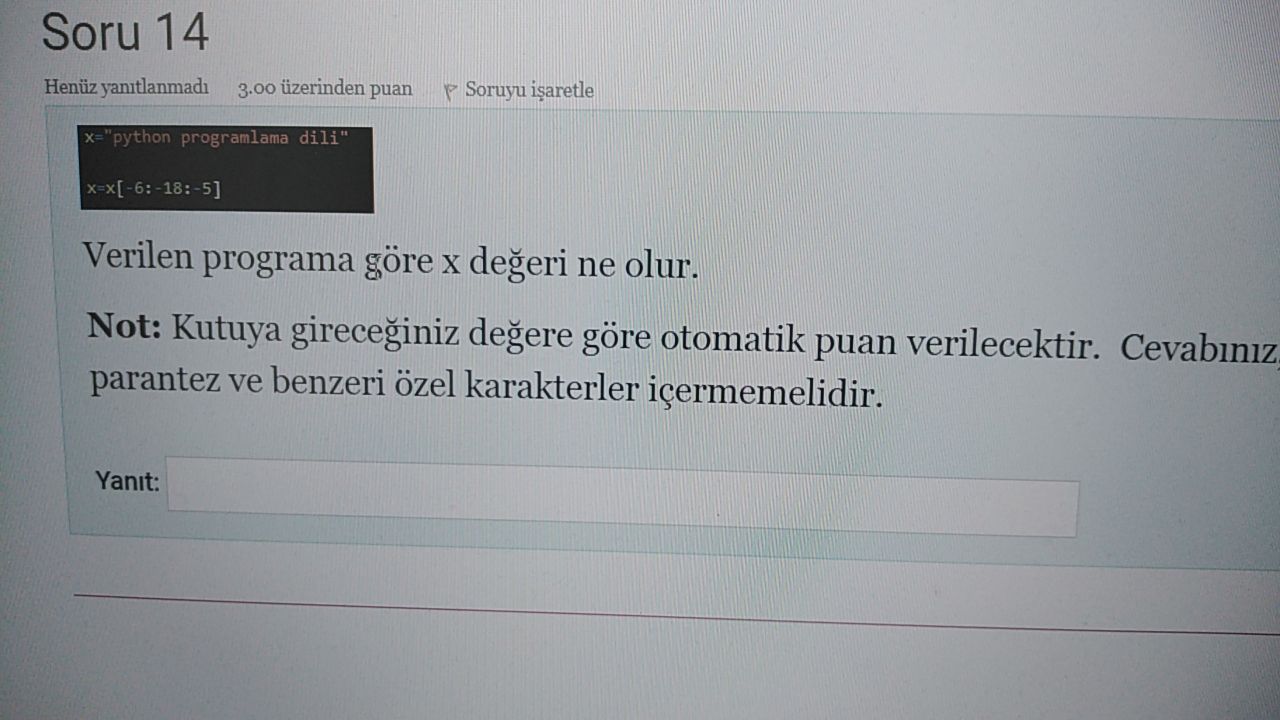 Soru 14
Henüz yanıtlanmadı 3.00 üzerinden puan Soruyu işaretle
x="python programlama dili"
x=x[-6:-18:-5]
Verilen programa göre x değeri ne olur.
Not: Kutuya gireceğiniz değere göre otomatik puan verilecektir. Cevabınız,
parantez ve benzeri özel karakterler içermemelidir.
Yanıt: